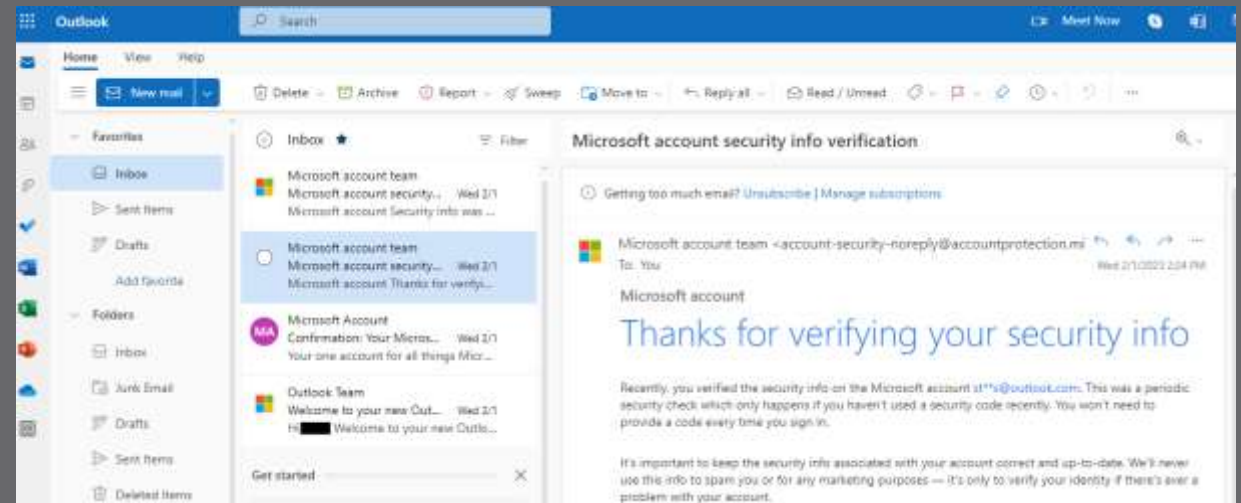 Outlook
Search
Meet Now
Home View Help
New mail
Delete Archive Report Sweep Move to Reply all Read / Unread
Favorites
Inbox
Sent Items
Drafts
Add favorite
Folders
Inbox
Junk Email
Drafts
Sent Items
Deleted Items
Inbox Filter
Microsoft account team
Microsoft account security... Wed 2/1
Microsoft account Security info was ...
Microsoft account team
Microsoft account security... Wed 2/1
Microsoft account Thanks for verifyi...
MA
Microsoft Account
Confirmation: Your Micros... Wed 2/1
Your one account for all things Micr...
Outlook Team
Welcome to your new Out... Wed 2/1
Hi Welcome to your new Outlo...
Get started
Microsoft account security info verification
Getting too much email? Unsubscribe | Manage subscriptions
Microsoft account team <account-security-noreply@accountprotection.mi
To: You
Wed 2/1/2023 2:24 PM
Microsoft account
Thanks for verifying your security info
Recently, you verified the security info on the Microsoft account st**s@outlook.com. This was a periodic
security check which only happens if you haven't used a security code recently. You won't need to
provide a code every time you sign in.
It's important to keep the security info associated with your account correct and up-to-date. We'll never
use this info to spam you or for any marketing purposes — it's only to verify your identity if there's ever a
problem with your account.